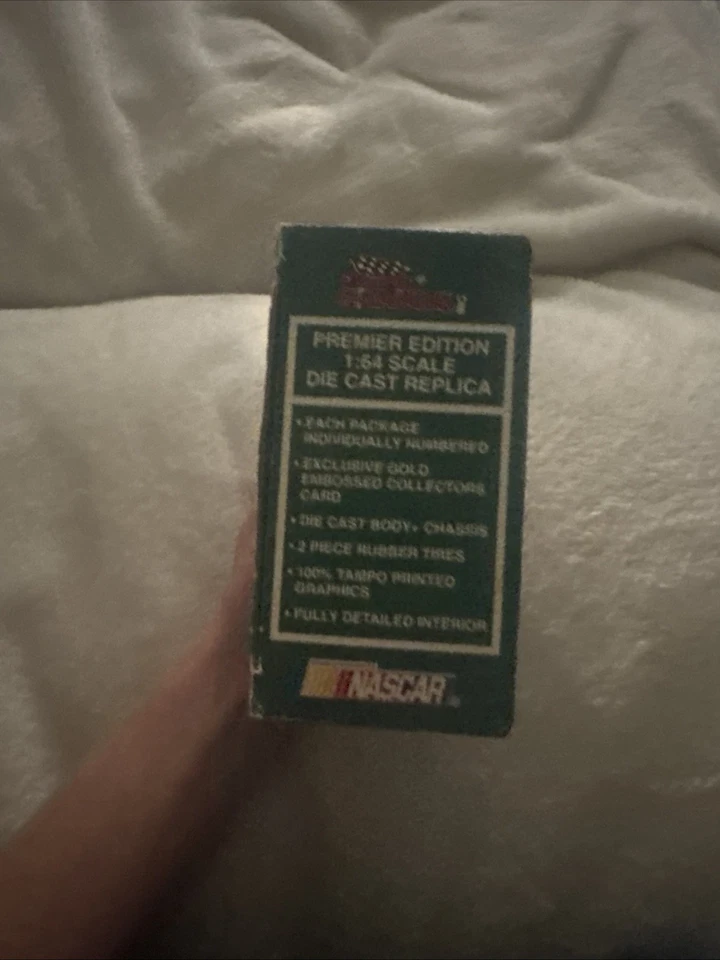 PREMIER EDITION
1:64 SCALE
DIE CAST REPLICA
• EACH PACKAGE
INDIVIDUALLY NUMBERED
• EXCLUSIVE GOLD
EMBOSSED COLLECTORS
CARD
• DIE CAST BODY+ CHASSIS
• 2 PIECE RUBBER TIRES
• 100% TAMPO PRINTED
GRAPHICS
• FULLY DETAILED INTERIOR
NASCAR